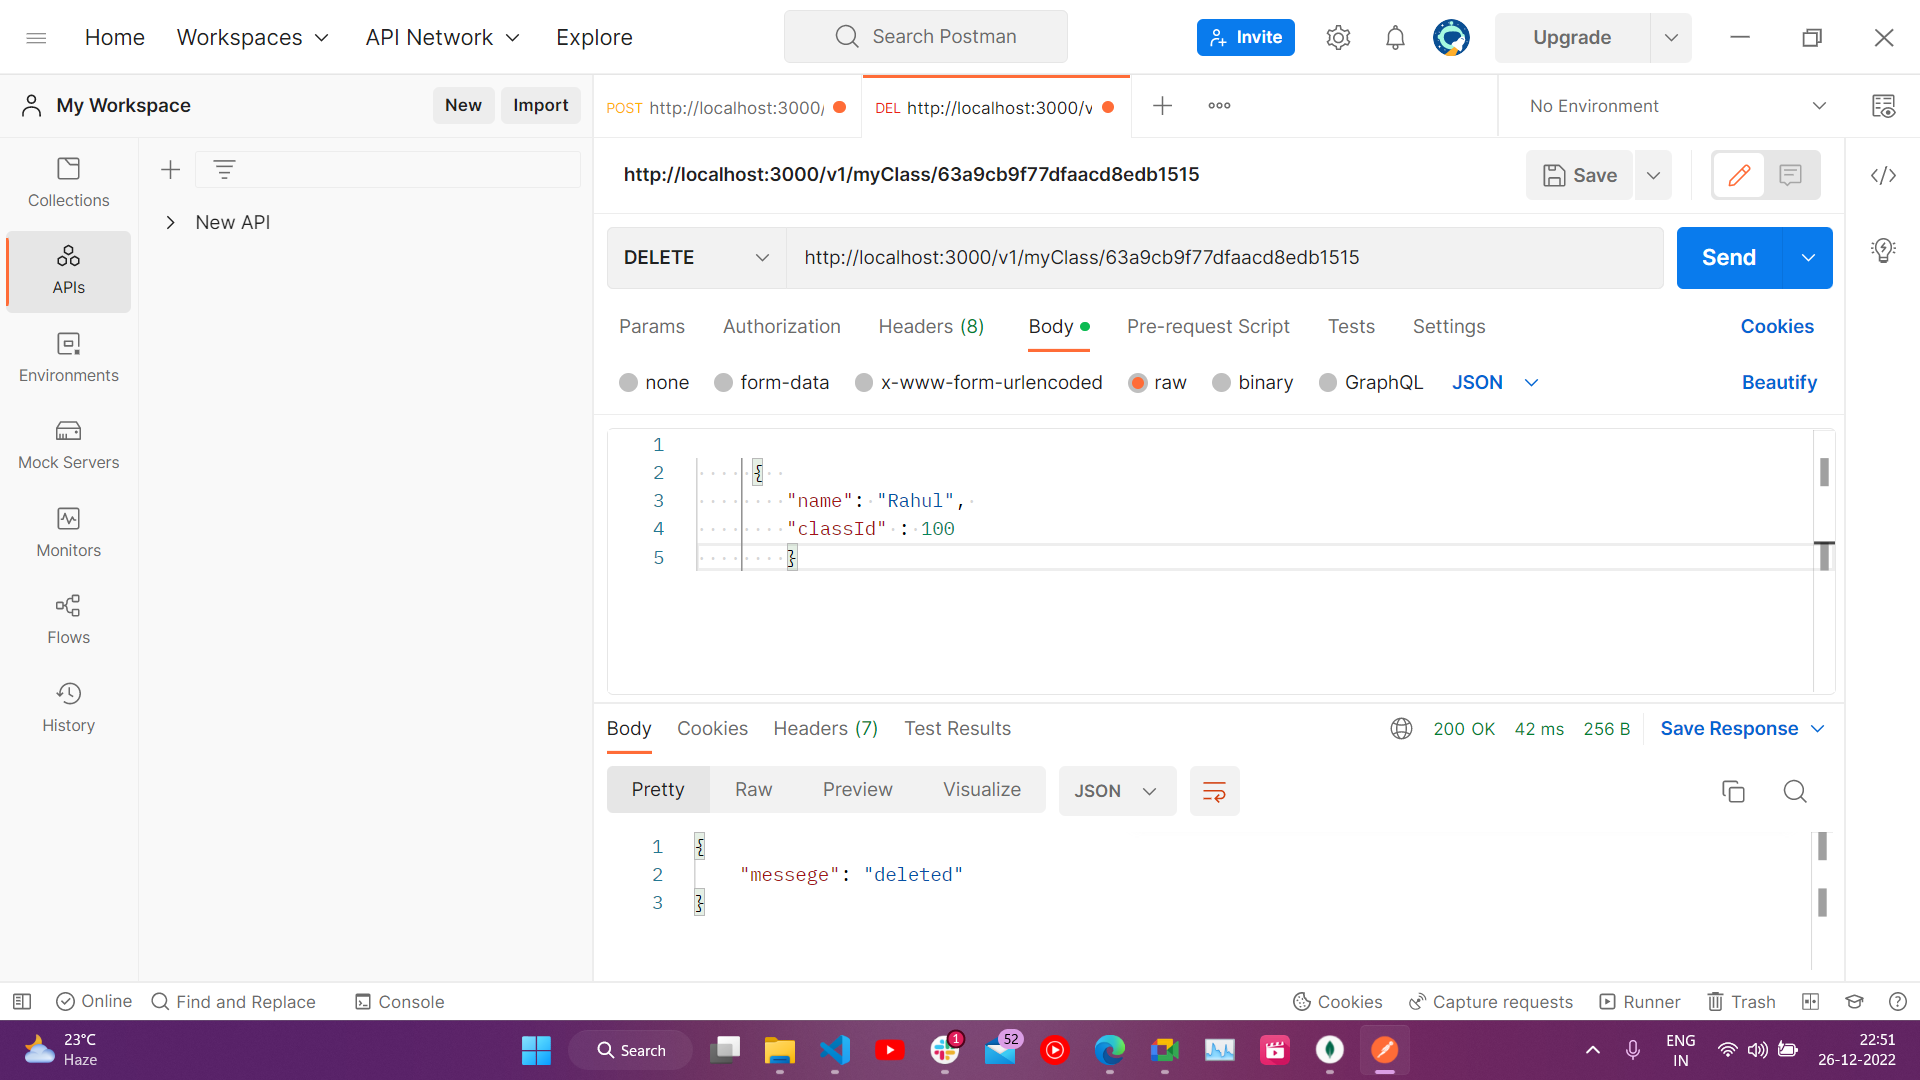 Home
Workspaces
API Network
Explore
Search Postman
Invite
Upgrade
My Workspace
New
Import
POST http://localhost:3000/
DEL http://localhost:3000/v
No Environment
Collections
APIs
Environments
Mock Servers
Monitors
Flows
History
New API
http://localhost:3000/v1/myClass/63a9cb9f77dfaacd8edb1515
Save
DELETE
http://localhost:3000/v1/myClass/63a9cb9f77dfaacd8edb1515
Send
Params
Authorization
Headers (8)
Body
Pre-request Script
Tests
Settings
Cookies
none
form-data
x-www-form-urlencoded
raw
binary
GraphQL
JSON
Beautify
1
2 {
3 "name": "Rahul",
4 "classId" : 100
5 }
Body
Cookies
Headers (7)
Test Results
200 OK
42 ms
256 B
Save Response
Pretty
Raw
Preview
Visualize
JSON
1 {
2 "messege": "deleted"
3 }
Online
Find and Replace
Console
Cookies
Capture requests
Runner
Trash
23°C
Haze
Search
1
52
ENG
IN
22:51
26-12-2022